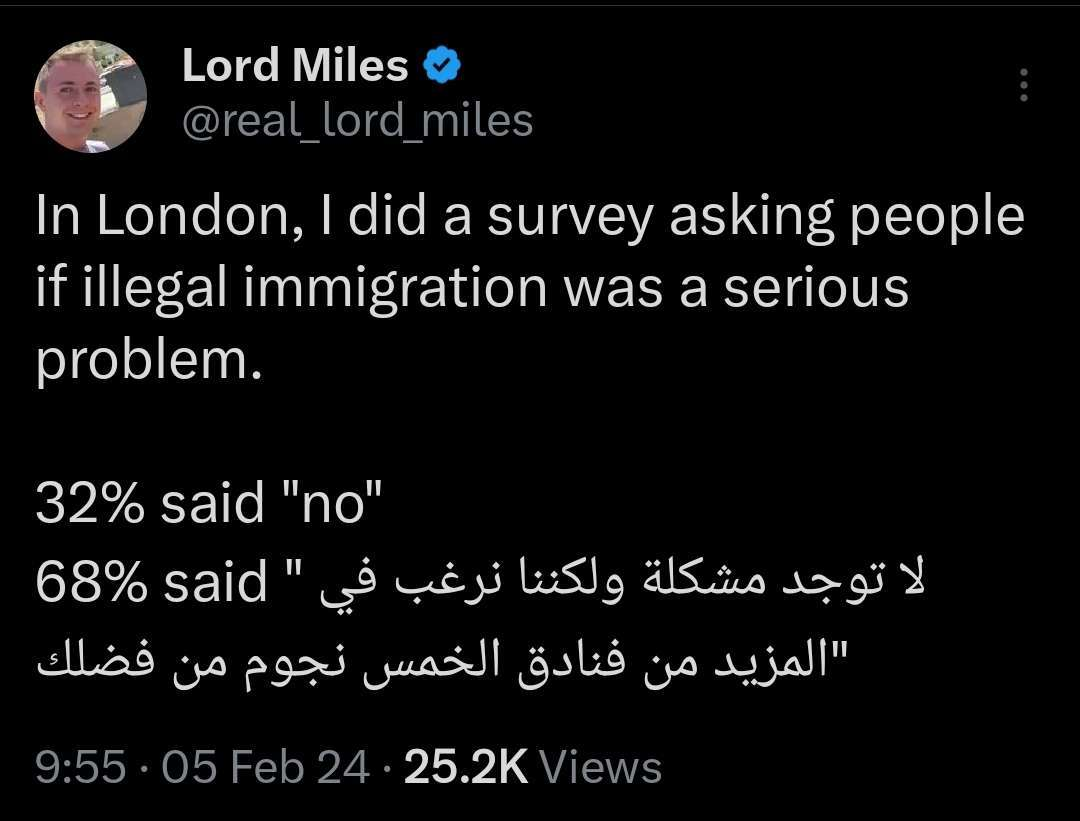 Lord Miles
@real_lord_miles
In London, I did a survey asking people
if illegal immigration was a serious
problem.
32% said "no"
68% said "لا توجد مشكلة ولكننا نرغب في
المزيد من فنادق الخمس نجوم من فضلك"
9:55 · 05 Feb 24 · 25.2K Views